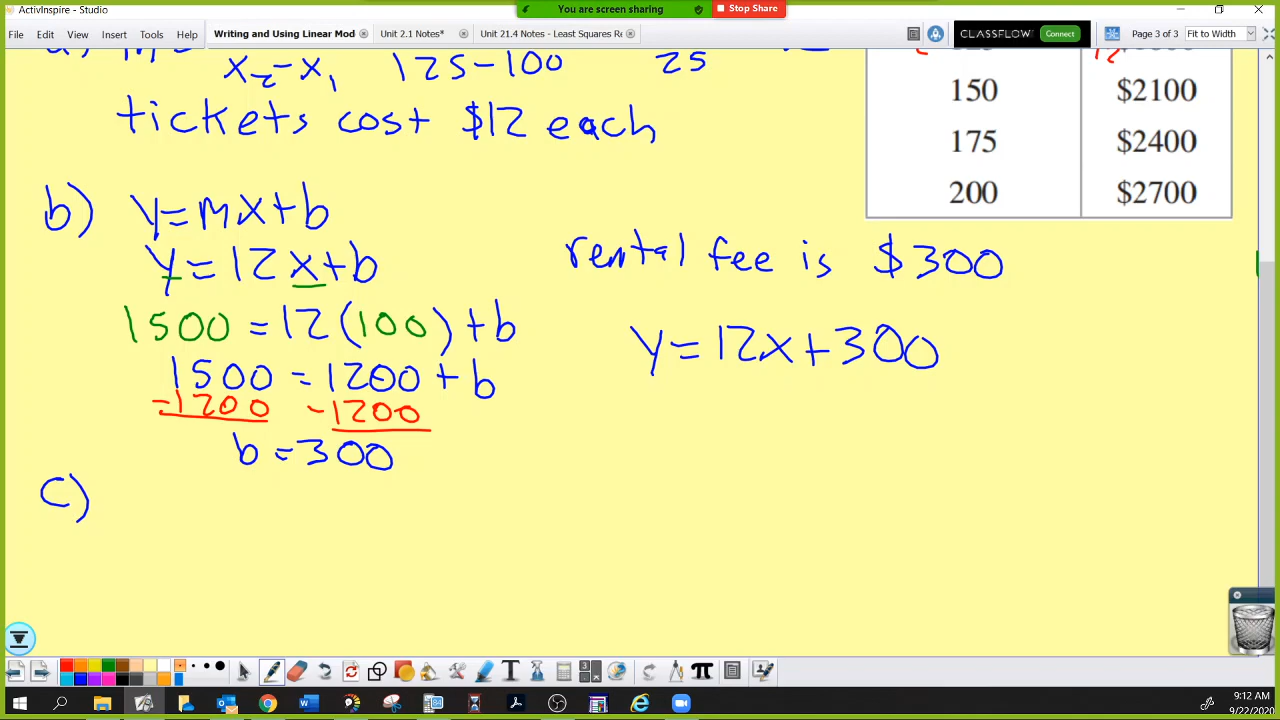 ActivInspire - Studio
You are screen sharing
Stop Share
File Edit View Insert Tools Help
Writing and Using Linear Mod
Unit 2.1 Notes*
Unit 21.4 Notes - Least Squares Re
CLASSFLOW Connect
Page 3 of 3
Fit to Width
x₂-x₁ 125-100 25
tickets cost $12 each
150 $2100
175 $2400
200 $2700
b) y=mx+b
y=12x+b
1500=12(100)+b
1500=1200+b
-1200 -1200
b=300
rental fee is $300
y=12x+300
c)
9:12 AM
9/22/2020